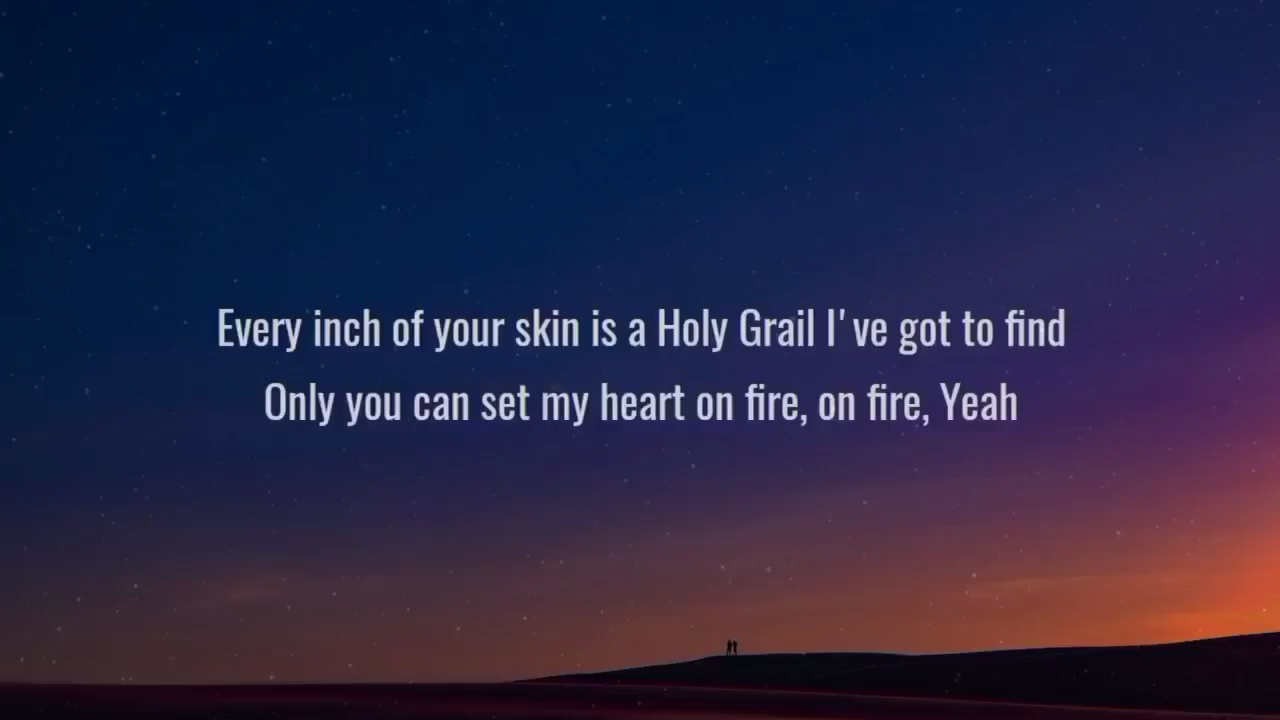 Every inch of your skin is a Holy Grail I've got to find
Only you can set my heart on fire, on fire, Yeah